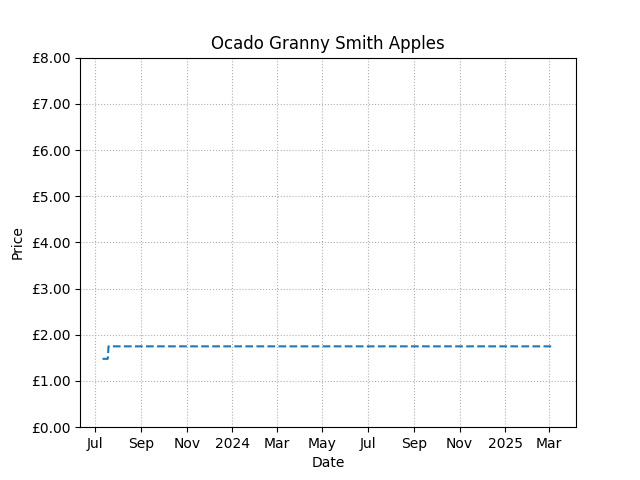 Ocado Granny Smith Apples
£8.00
£7.00
£6.00
£5.00
£4.00
£3.00
£2.00
£1.00
£0.00
Price
Jul Sep Nov 2024 Mar May Jul Sep Nov 2025 Mar
Date